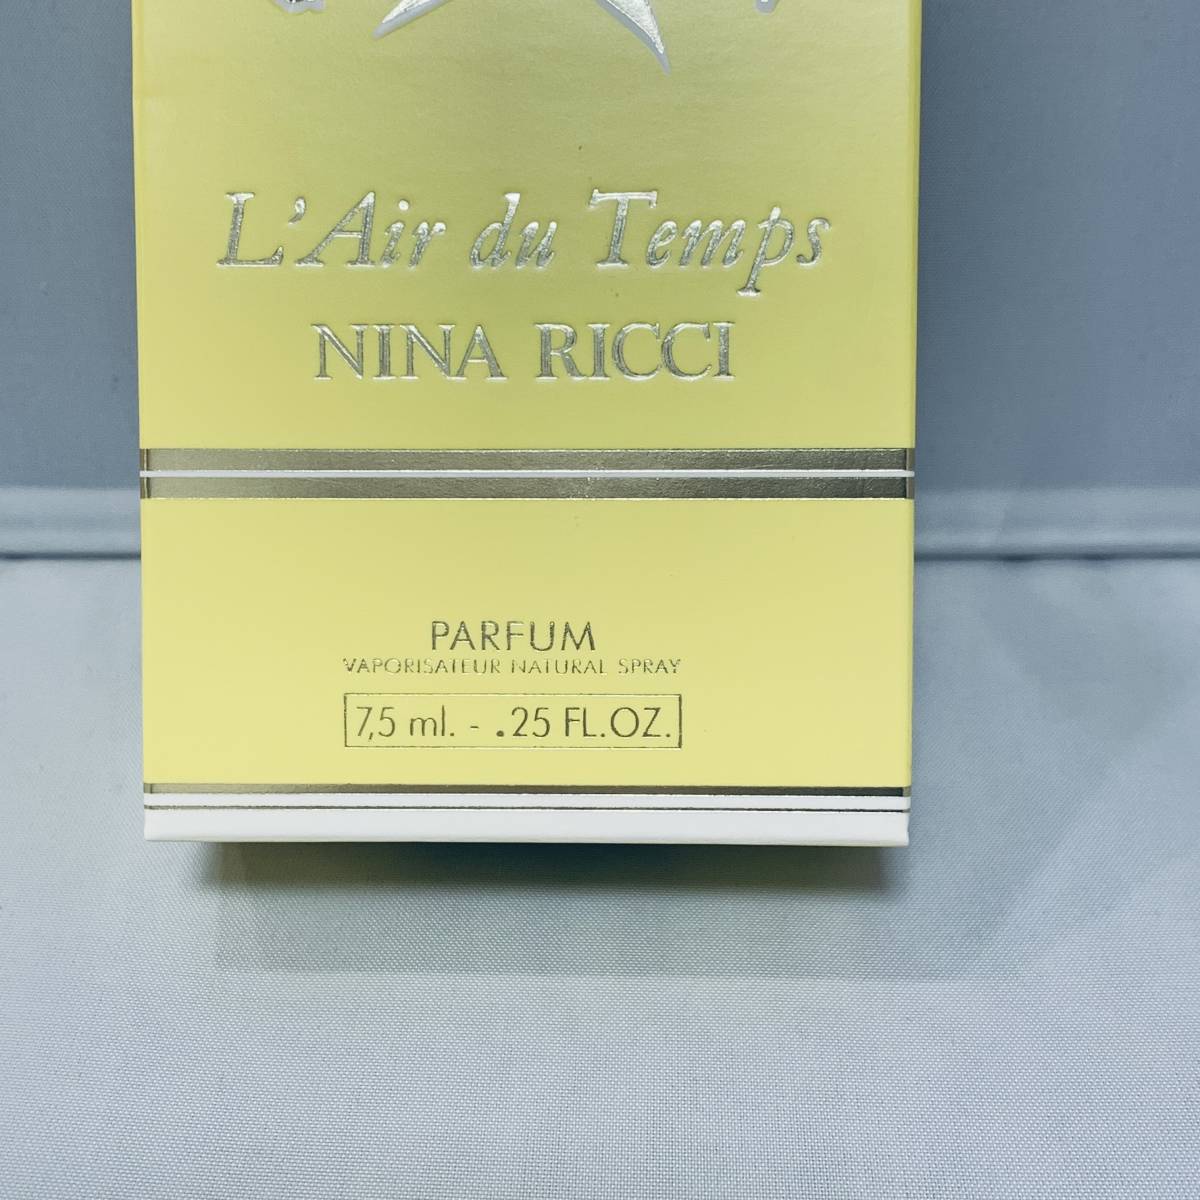 L'Air du Temps
NINA RICCI
PARFUM
VAPORISATEUR NATURAL SPRAY
7,5 ml. - .25 FL.OZ.